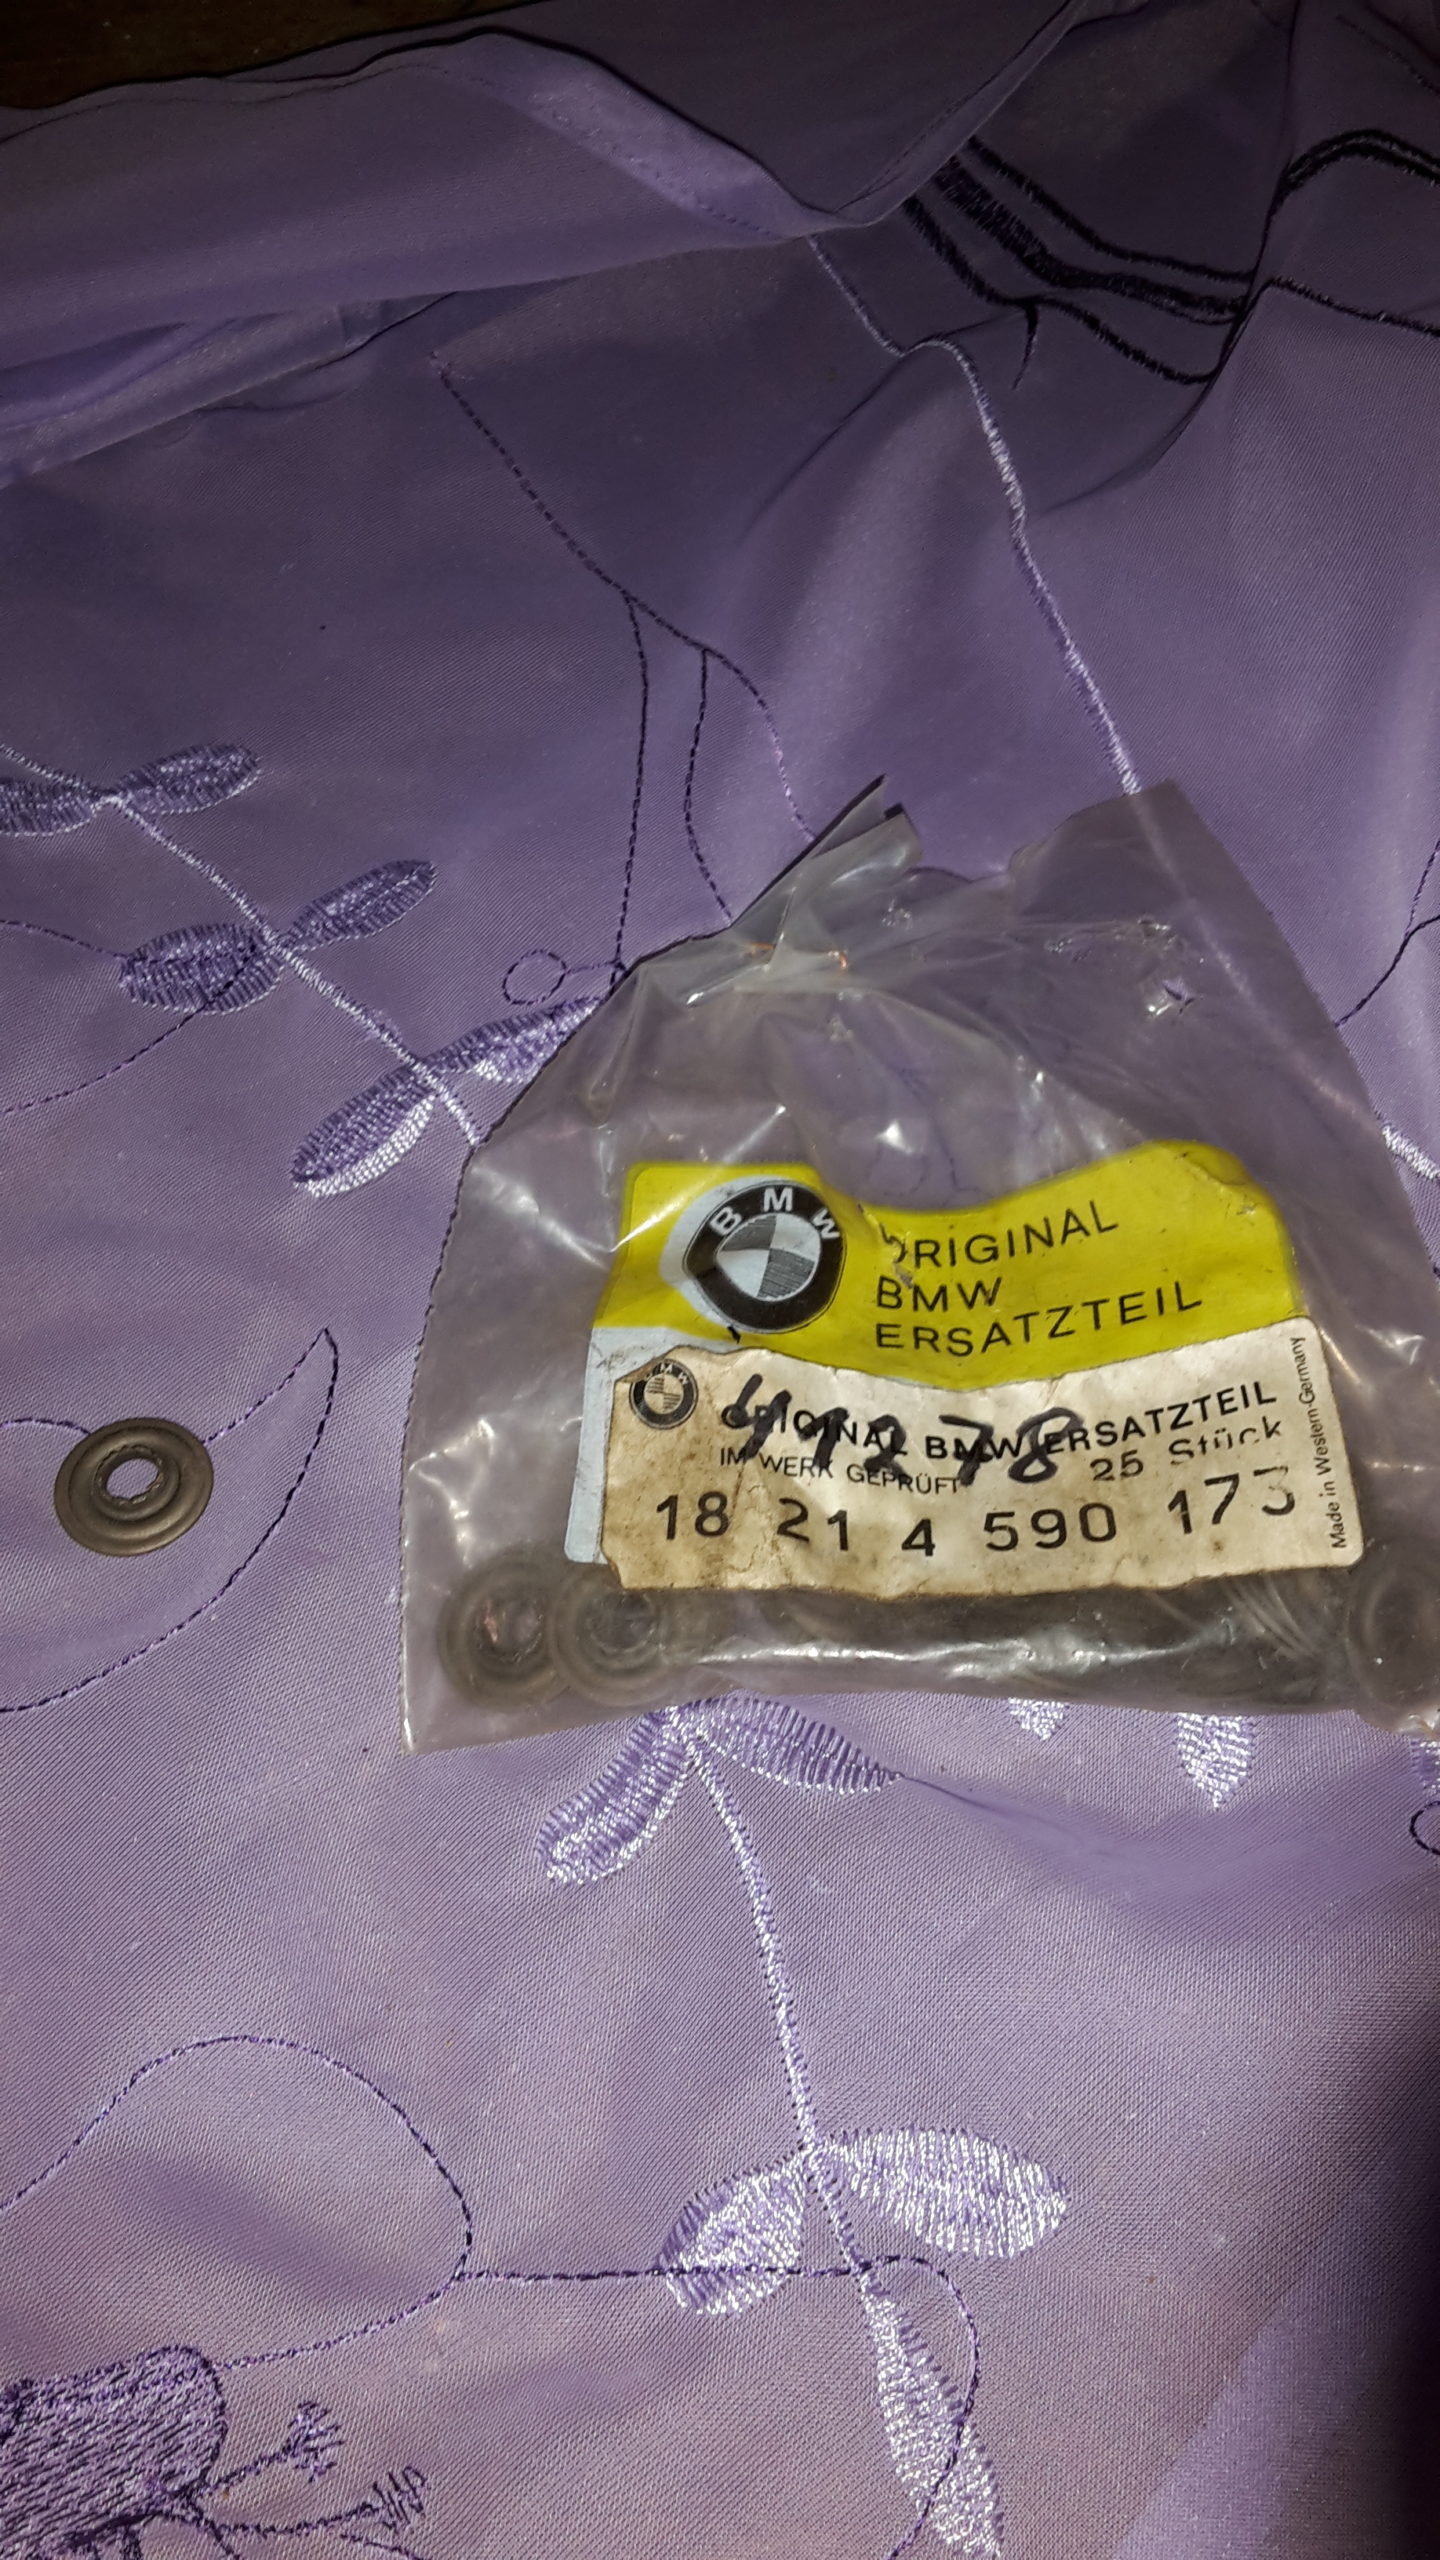 BMW
ORIGINAL
BMW
ERSATZTEIL
BMW
ORIGINAL BMW ERSATZTEIL
IM WERK GEPRÜFT
25 Stück
18 21 4 590 173
Made in Western-Germany